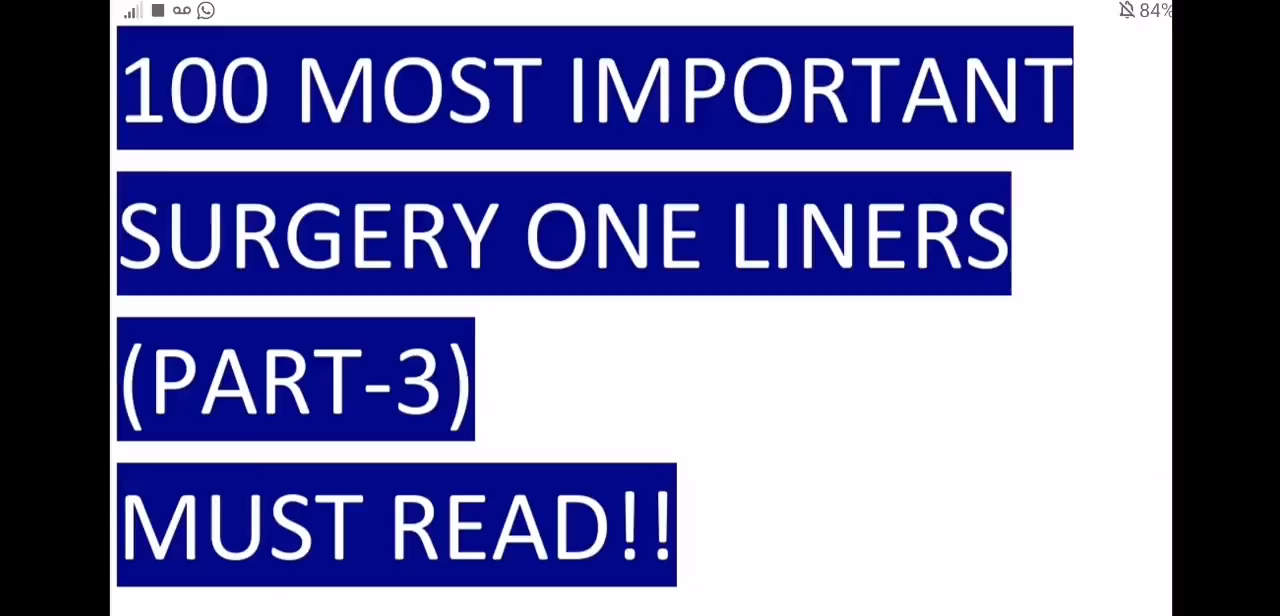 84%
100 MOST IMPORTANT
SURGERY ONE LINERS
(PART-3)
MUST READ!!